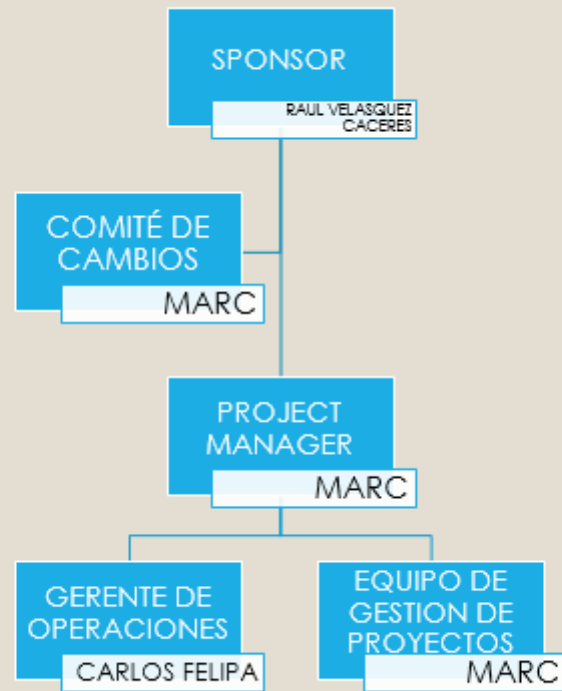 SPONSOR
RAUL VELASQUEZ
CACERES
COMITÉ DE
CAMBIOS
MARC
PROJECT
MANAGER
MARC
GERENTE DE
OPERACIONES
CARLOS FELIPA
EQUIPO DE
GESTION DE
PROYECTOS
MARC